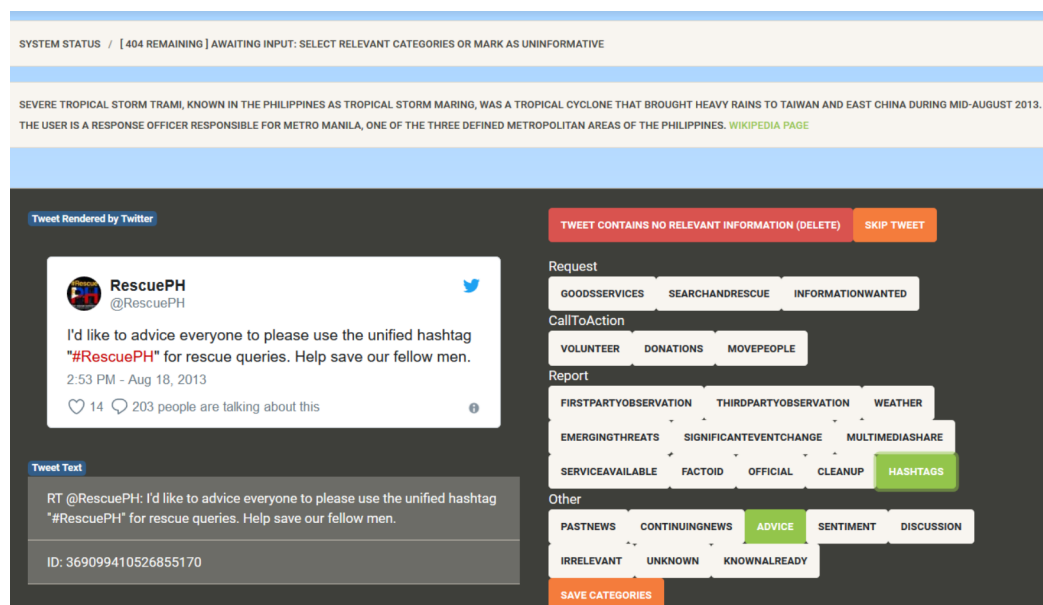 SYSTEM STATUS / [ 404 REMAINING ] AWAITING INPUT: SELECT RELEVANT CATEGORIES OR MARK AS UNINFORMATIVE
SEVERE TROPICAL STORM TRAMI, KNOWN IN THE PHILIPPINES AS TROPICAL STORM MARING, WAS A TROPICAL CYCLONE THAT BROUGHT HEAVY RAINS TO TAIWAN AND EAST CHINA DURING MID-AUGUST 2013.
THE USER IS A RESPONSE OFFICER RESPONSIBLE FOR METRO MANILA, ONE OF THE THREE DEFINED METROPOLITAN AREAS OF THE PHILIPPINES. WIKIPEDIA PAGE
Tweet Rendered by Twitter
#Rescue
PH
RescuePH
@RescuePH
I'd like to advice everyone to please use the unified hashtag
"#RescuePH" for rescue queries. Help save our fellow men.
2:53 PM - Aug 18, 2013
14 203 people are talking about this
Tweet Text
RT @RescuePH: I'd like to advice everyone to please use the unified hashtag
"#RescuePH" for rescue queries. Help save our fellow men.
ID: 369099410526855170
TWEET CONTAINS NO RELEVANT INFORMATION (DELETE) SKIP TWEET
Request
GOODSSERVICES SEARCHANDRESCUE INFORMATIONWANTED
CallToAction
VOLUNTEER DONATIONS MOVEPEOPLE
Report
FIRSTPARTYOBSERVATION THIRDPARTYOBSERVATION WEATHER
EMERGINGTHREATS SIGNIFICANTEVENTCHANGE MULTIMEDIASHARE
SERVICEAVAILABLE FACTOID OFFICIAL CLEANUP HASHTAGS
Other
PASTNEWS CONTINUINGNEWS ADVICE SENTIMENT DISCUSSION
IRRELEVANT UNKNOWN KNOWNALREADY
SAVE CATEGORIES